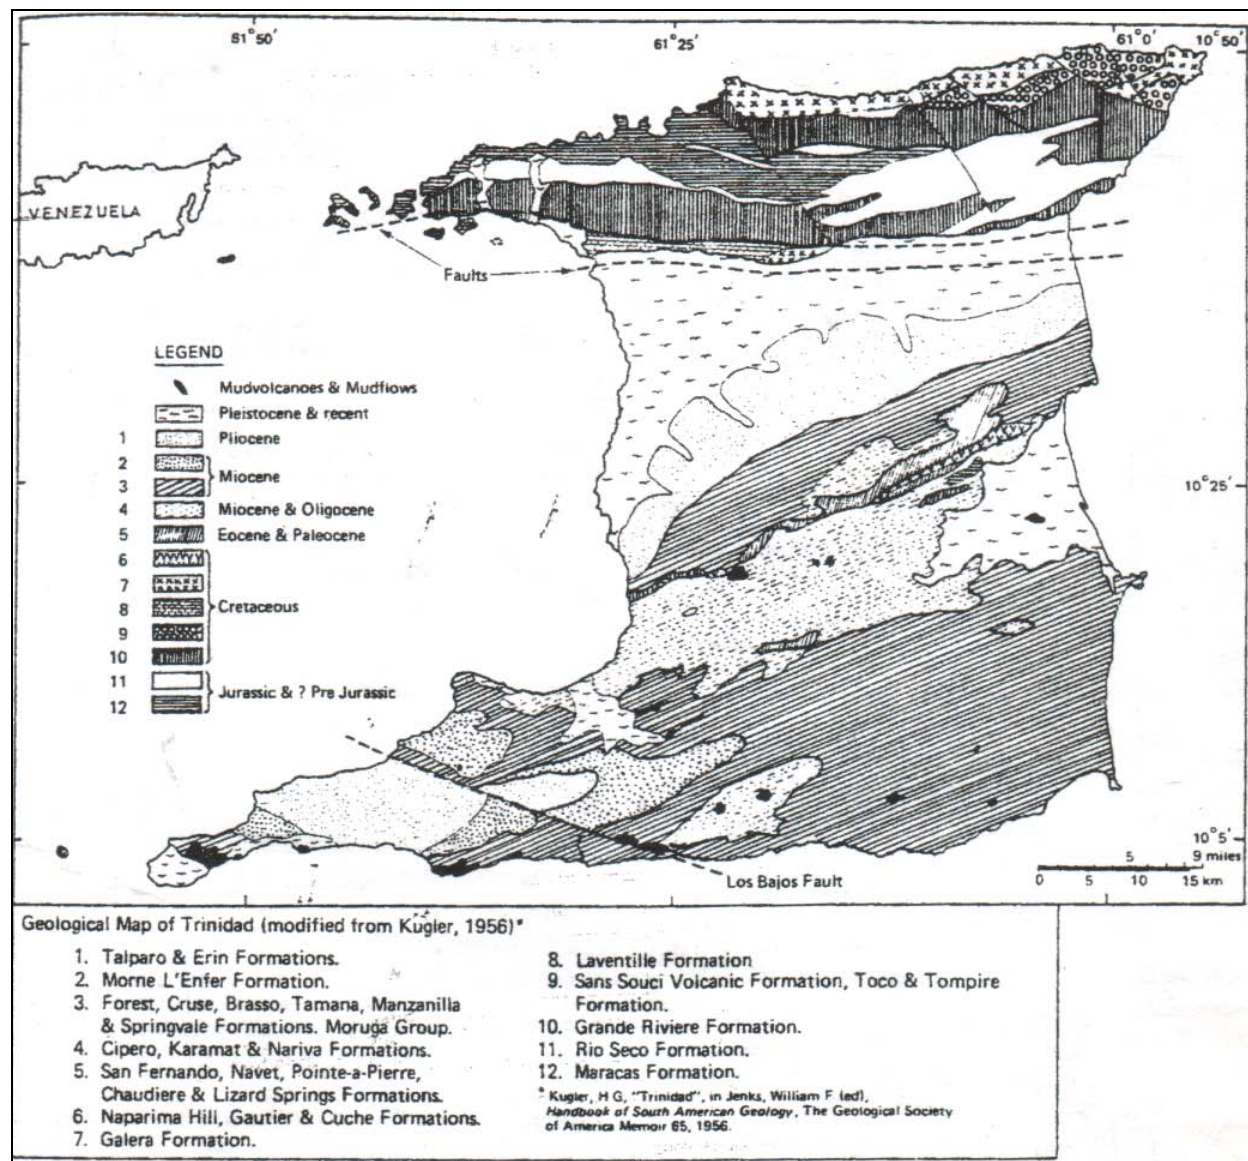 61°50'
61°25'
61°0'
10°50'
VENEZUELA
Faults
LEGEND
Mudvolcanoes & Mudflows
Pleistocene & recent
1 Pliocene
2
3
Miocene
4 Miocene & Oligocene
5 Eocene & Paleocene
6
7
8
9
10
Cretaceous
11
12
Jurassic & ? Pre Jurassic
10°25'
10°5'
5 9 miles
0 5 10 15 km
Los Bajos Fault
Geological Map of Trinidad (modified from Kugler, 1956)*
1. Talparo & Erin Formations.
2. Morne L'Enfer Formation.
3. Forest, Cruse, Brasso, Tamana, Manzanilla
& Springvale Formations. Moruga Group.
4. Cipero, Karamat & Nariva Formations.
5. San Fernando, Navet, Pointe-a-Pierre,
Chaudiere & Lizard Springs Formations.
6. Naparima Hill, Gautier & Cuche Formations.
7. Galera Formation.
8. Laventille Formation
9. Sans Souci Volcanic Formation, Toco & Tompire
Formation.
10. Grande Riviere Formation.
11. Rio Seco Formation.
12. Maracas Formation.
* Kugler, H G, "Trinidad", in Jenks, William F (ed),
Handbook of South American Geology, The Geological Society
of America Memoir 65, 1956.